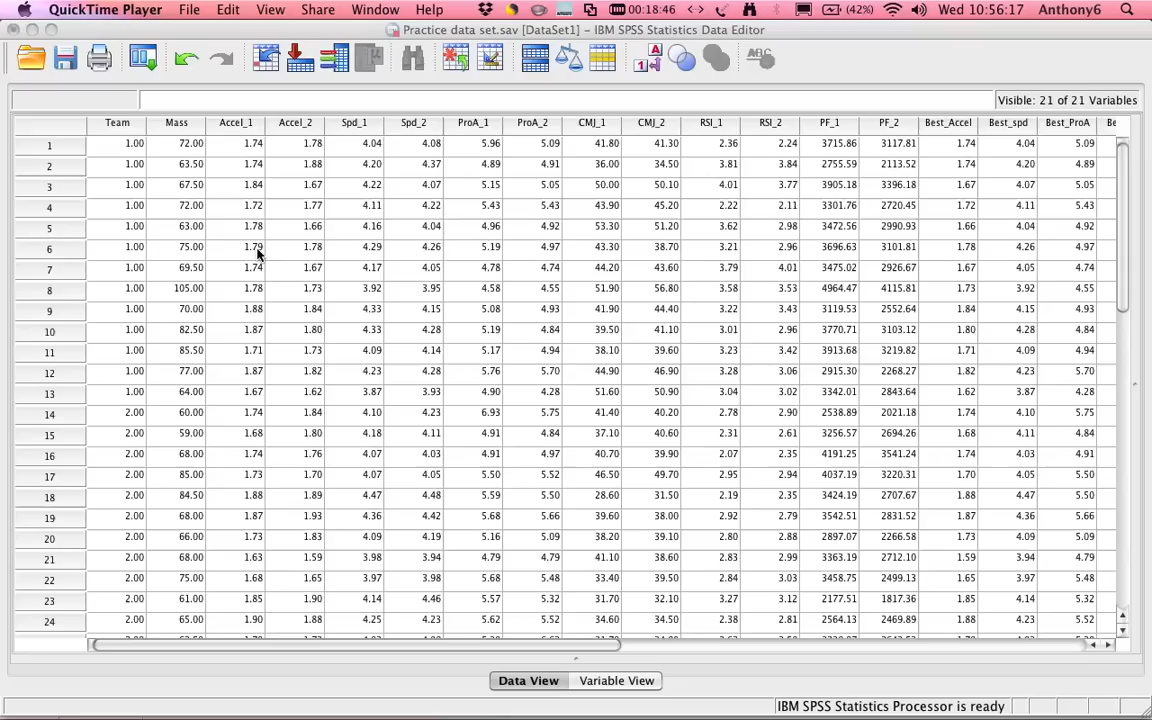 QuickTime Player File Edit View Share Window Help 00:18:46 (42%) Wed 10:56:17 Anthony6
Practice data set.sav [DataSet1] – IBM SPSS Statistics Data Editor
Visible: 21 of 21 Variables
Team Mass Accel_1 Accel_2 Spd_1 Spd_2 ProA_1 ProA_2 CMJ_1 CMJ_2 RSI_1 RSI_2 PF_1 PF_2 Best_Accel Best_spd Best_ProA Be
1 1.00 72.00 1.74 1.78 4.04 4.08 5.96 5.09 41.80 41.30 2.36 2.24 3715.86 3117.81 1.74 4.04 5.09
2 1.00 63.50 1.74 1.88 4.20 4.37 4.89 4.91 36.00 34.50 3.81 3.84 2755.59 2113.52 1.74 4.20 4.89
3 1.00 67.50 1.84 1.67 4.22 4.07 5.15 5.05 50.00 50.10 4.01 3.77 3905.18 3396.18 1.67 4.07 5.05
4 1.00 72.00 1.72 1.77 4.11 4.22 5.43 5.43 43.90 45.20 2.22 2.11 3301.76 2720.45 1.72 4.11 5.43
5 1.00 63.00 1.78 1.66 4.16 4.04 4.96 4.92 53.30 51.20 3.62 2.98 3472.56 2990.93 1.66 4.04 4.92
6 1.00 75.00 1.79 1.78 4.29 4.26 5.19 4.97 43.30 38.70 3.21 2.96 3696.63 3101.81 1.78 4.26 4.97
7 1.00 69.50 1.74 1.67 4.17 4.05 4.78 4.74 44.20 43.60 3.79 4.01 3475.02 2926.67 1.67 4.05 4.74
8 1.00 105.00 1.78 1.73 3.92 3.95 4.58 4.55 51.90 56.80 3.58 3.53 4964.47 4115.81 1.73 3.92 4.55
9 1.00 70.00 1.88 1.84 4.33 4.15 5.08 4.93 41.90 44.40 3.22 3.43 3119.53 2552.64 1.84 4.15 4.93
10 1.00 82.50 1.87 1.80 4.33 4.28 5.19 4.84 39.50 41.10 3.01 2.96 3770.71 3103.12 1.80 4.28 4.84
11 1.00 85.50 1.71 1.73 4.09 4.14 5.17 4.94 38.10 39.60 3.23 3.42 3913.68 3219.82 1.71 4.09 4.94
12 1.00 77.00 1.87 1.82 4.23 4.28 5.76 5.70 44.90 46.90 3.28 3.06 2915.30 2268.27 1.82 4.23 5.70
13 1.00 64.00 1.67 1.62 3.87 3.93 4.90 4.28 51.60 50.90 3.04 3.02 3342.01 2843.64 1.62 3.87 4.28
14 2.00 60.00 1.74 1.84 4.10 4.23 6.93 5.75 41.40 40.20 2.78 2.90 2538.89 2021.18 1.74 4.10 5.75
15 2.00 59.00 1.68 1.80 4.18 4.11 4.91 4.84 37.10 40.60 2.31 2.61 3256.57 2694.26 1.68 4.11 4.84
16 2.00 68.00 1.74 1.76 4.07 4.03 4.91 4.97 40.70 39.90 2.07 2.35 4191.25 3541.24 1.74 4.03 4.91
17 2.00 85.00 1.73 1.70 4.07 4.05 5.50 5.52 46.50 49.70 2.95 2.94 4037.19 3220.31 1.70 4.05 5.50
18 2.00 84.50 1.88 1.89 4.47 4.48 5.59 5.50 28.60 31.50 2.19 2.35 3424.19 2707.67 1.88 4.47 5.50
19 2.00 68.00 1.87 1.93 4.36 4.42 5.68 5.66 39.60 38.00 2.92 2.79 3542.51 2831.52 1.87 4.36 5.66
20 2.00 66.00 1.73 1.83 4.09 4.19 5.16 5.09 38.20 39.10 2.80 2.88 2897.07 2266.58 1.73 4.09 5.09
21 2.00 68.00 1.63 1.59 3.98 3.94 4.79 4.79 41.10 38.60 2.83 2.99 3363.19 2712.10 1.59 3.94 4.79
22 2.00 75.00 1.68 1.65 3.97 3.98 5.68 5.48 33.40 39.50 2.84 3.03 3458.75 2499.13 1.65 3.97 5.48
23 2.00 61.00 1.85 1.90 4.14 4.46 5.57 5.32 31.70 32.10 3.27 3.12 2177.51 1817.36 1.85 4.14 5.32
24 2.00 65.00 1.90 1.88 4.25 4.23 5.62 5.52 34.60 34.50 2.38 2.81 2564.13 2469.89 1.88 4.23 5.52
Data View Variable View
IBM SPSS Statistics Processor is ready